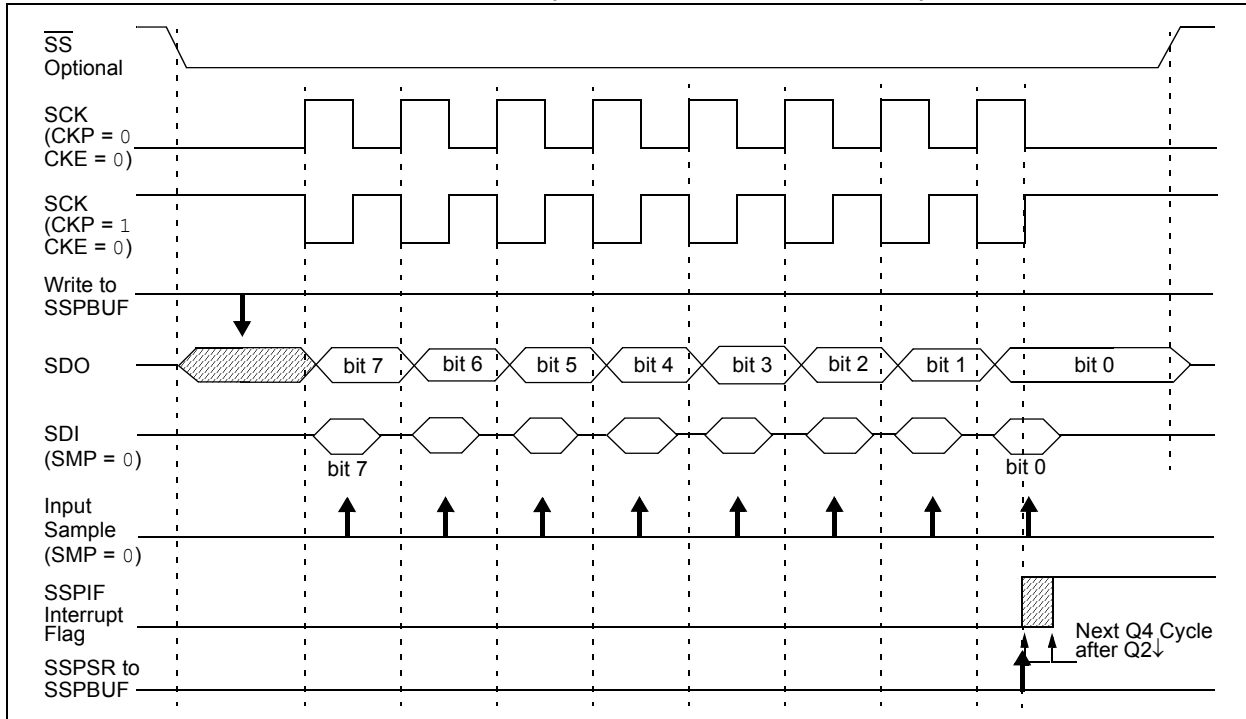 SS
Optional
SCK
(CKP = 0
CKE = 0)
SCK
(CKP = 1
CKE = 0)
Write to
SSPBUF
SDO
bit 7 bit 6 bit 5 bit 4 bit 3 bit 2 bit 1 bit 0
SDI
(SMP = 0)
bit 7 bit 0
Input
Sample
(SMP = 0)
SSPIF
Interrupt
Flag
Next Q4 Cycle
after Q2↓
SSPSR to
SSPBUF